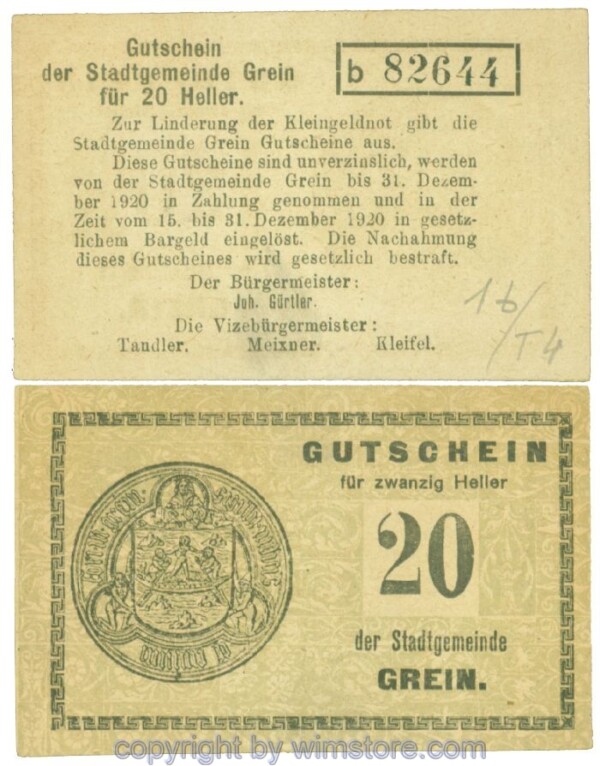 Gutschein
der Stadtgemeinde Grein
für 20 Heller.
b 82644
Zur Linderung der Kleingeldnot gibt die
Stadtgemeinde Grein Gutscheine aus.
Diese Gutscheine sind unverzinslich, werden
von der Stadtgemeinde Grein bis 31. Dezem-
ber 1920 in Zahlung genommen und in der
Zeit vom 15. bis 31. Dezember 1920 in gesetz-
lichem Bargeld eingelöst. Die Nachahmung
dieses Gutscheines wird gesetzlich bestraft.
Der Bürgermeister:
Joh. Gürtler.
Die Vizebürgermeister:
Tandler. Meixner. Kleifel.
1b/
T4
GUTSCHEIN
für zwanzig Heller
20
der Stadtgemeinde
GREIN.
copyright by wimstore.com